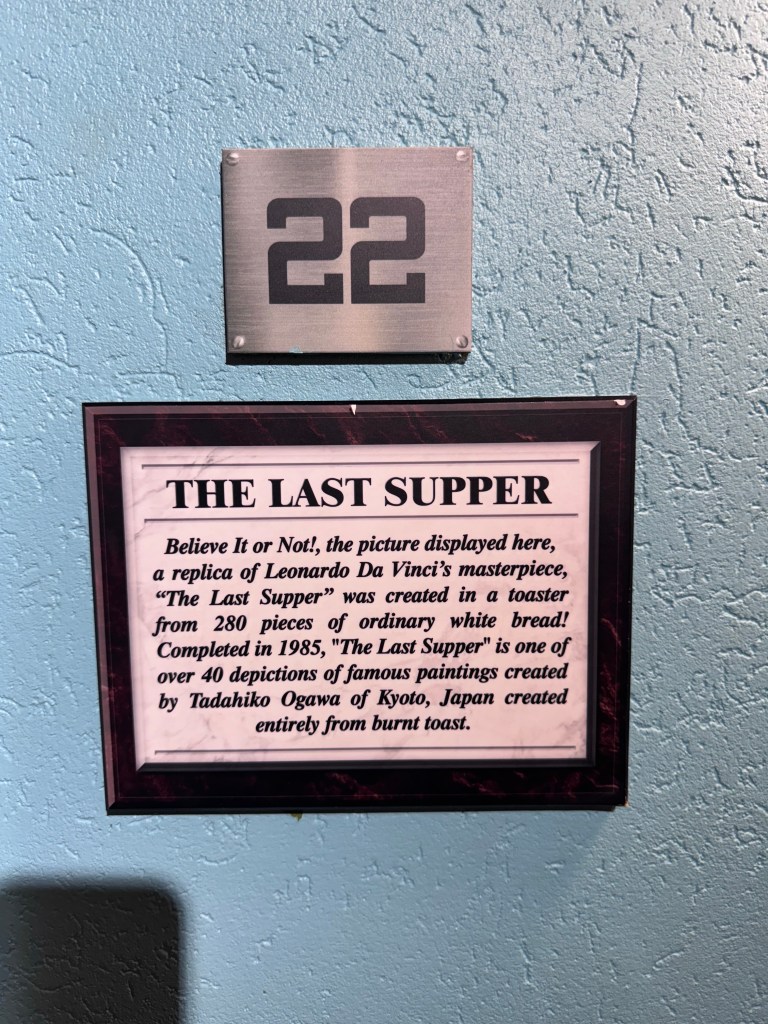 22
THE LAST SUPPER
Believe It or Not!, the picture displayed here,
a replica of Leonardo Da Vinci's masterpiece,
“The Last Supper” was created in a toaster
from 280 pieces of ordinary white bread!
Completed in 1985, "The Last Supper" is one of
over 40 depictions of famous paintings created
by Tadahiko Ogawa of Kyoto, Japan created
entirely from burnt toast.